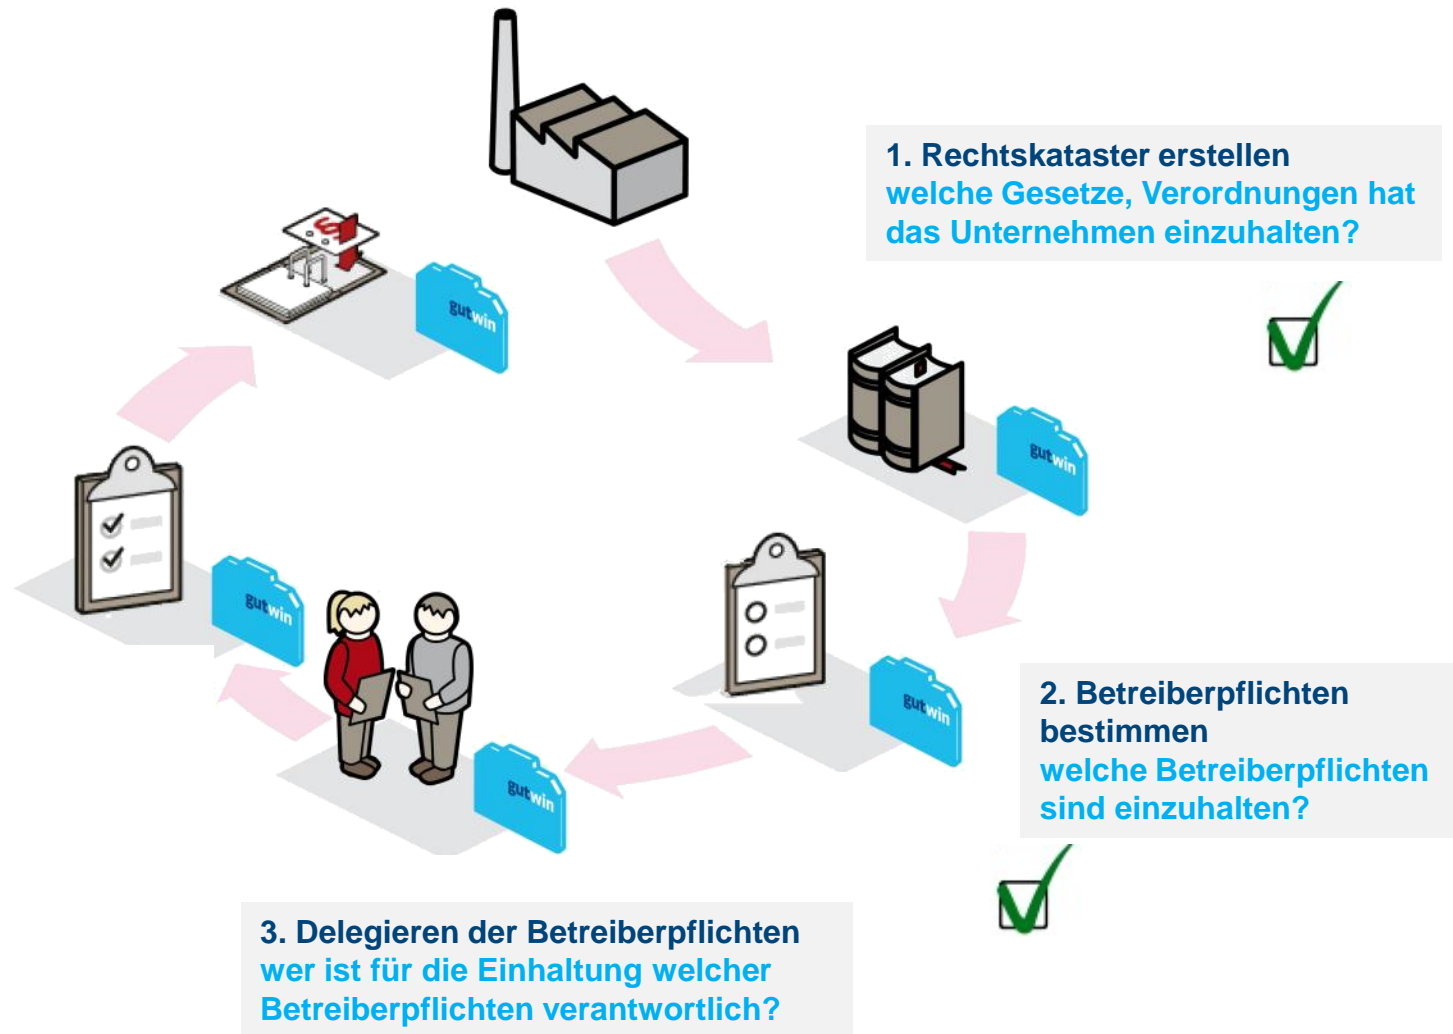 1. Rechtskataster erstellen
welche Gesetze, Verordnungen hat
das Unternehmen einzuhalten?
§
gutwin
gutwin
gutwin
gutwin
2. Betreiberpflichten
bestimmen
welche Betreiberpflichten
sind einzuhalten?
gutwin
3. Delegieren der Betreiberpflichten
wer ist für die Einhaltung welcher
Betreiberpflichten verantwortlich?